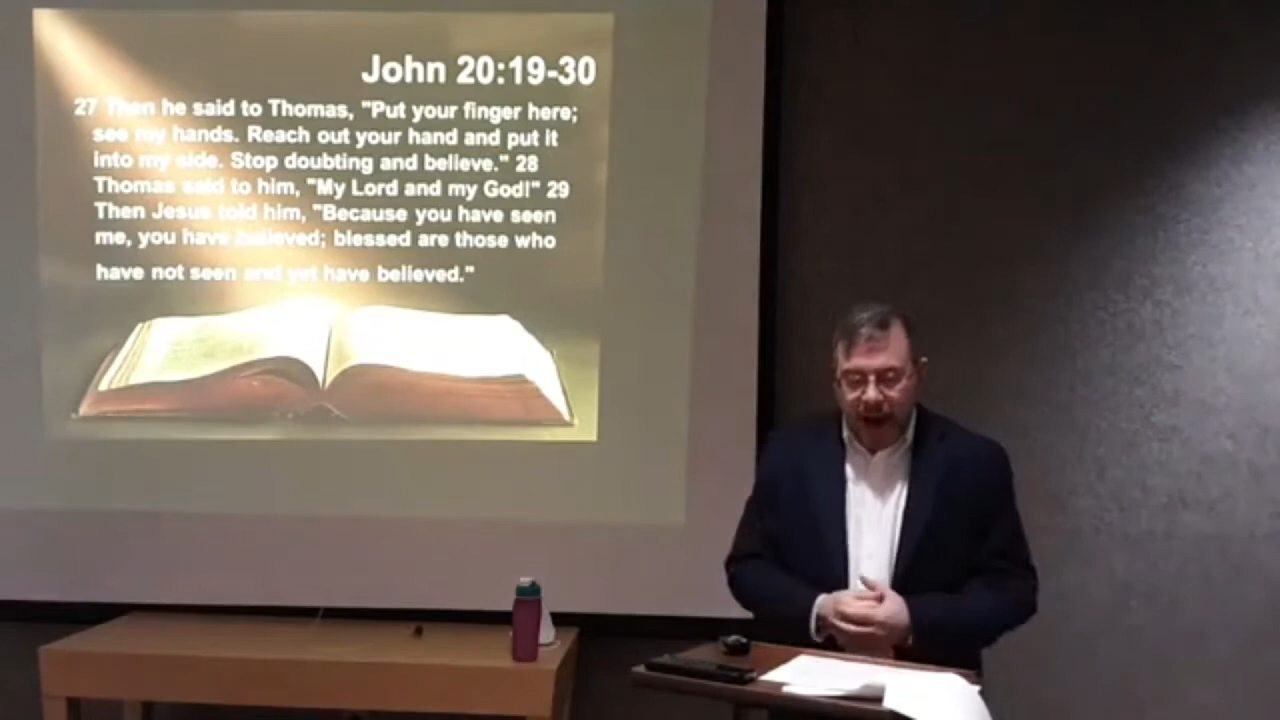 John 20:19-30
27 Then he said to Thomas, "Put your finger here;
see my hands. Reach out your hand and put it
into my side. Stop doubting and believe." 28
Thomas said to him, "My Lord and my God!" 29
Then Jesus told him, "Because you have seen
me, you have believed; blessed are those who
have not seen and yet have believed."